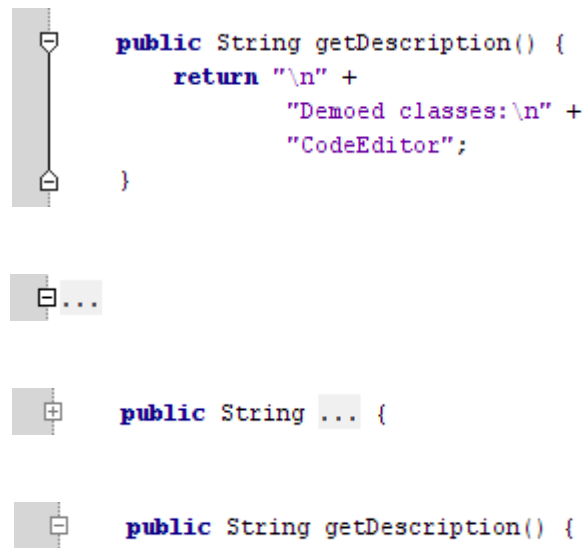 public String getDescription() {
return "\n" +
"Demoed classes:\n" +
"CodeEditor";
}
...
public String ... {
public String getDescription() {